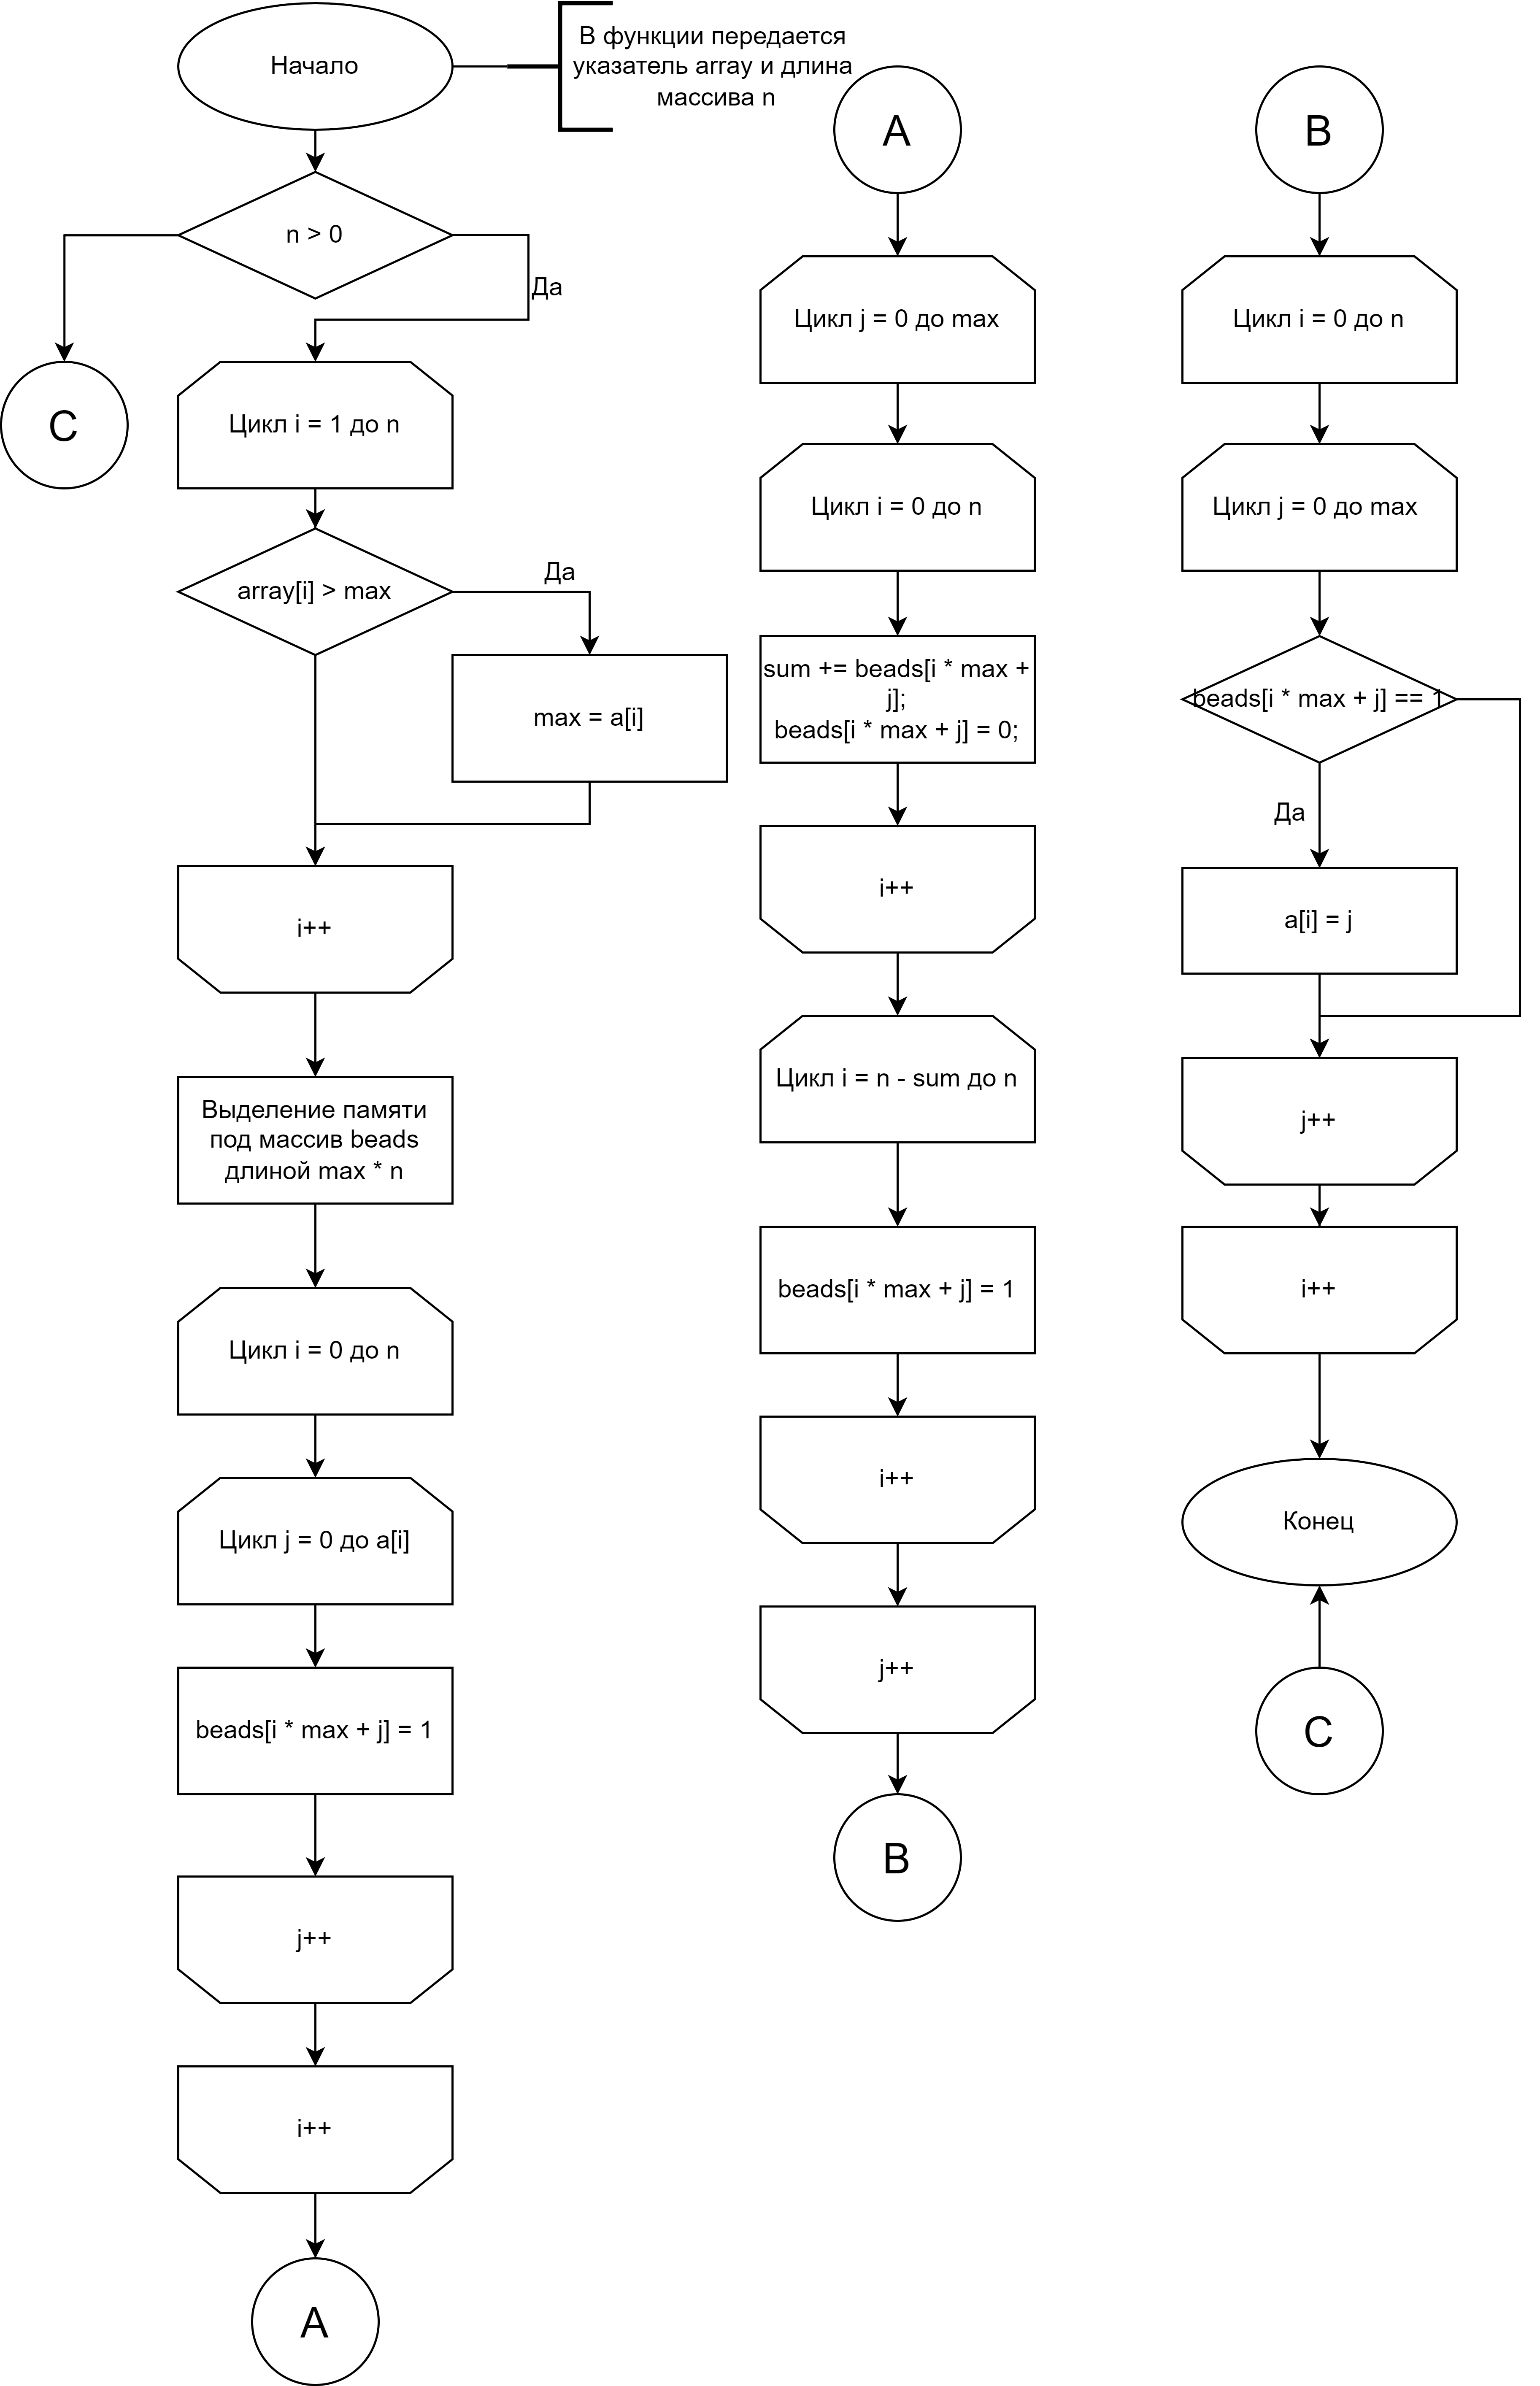 Начало
В функции передается
указатель array и длина
массива n
n > 0
Да
C
Цикл i = 1 до n
array[i] > max
Да
max = a[i]
i++
Выделение памяти
под массив beads
длиной max * n
Цикл i = 0 до n
Цикл j = 0 до a[i]
beads[i * max + j] = 1
j++
i++
A
A
Цикл j = 0 до max
Цикл i = 0 до n
sum += beads[i * max +
j];
beads[i * max + j] = 0;
i++
Цикл i = n - sum до n
beads[i * max + j] = 1
i++
j++
B
B
Цикл i = 0 до n
Цикл j = 0 до max
beads[i * max + j] == 1
Да
a[i] = j
j++
i++
Конец
C